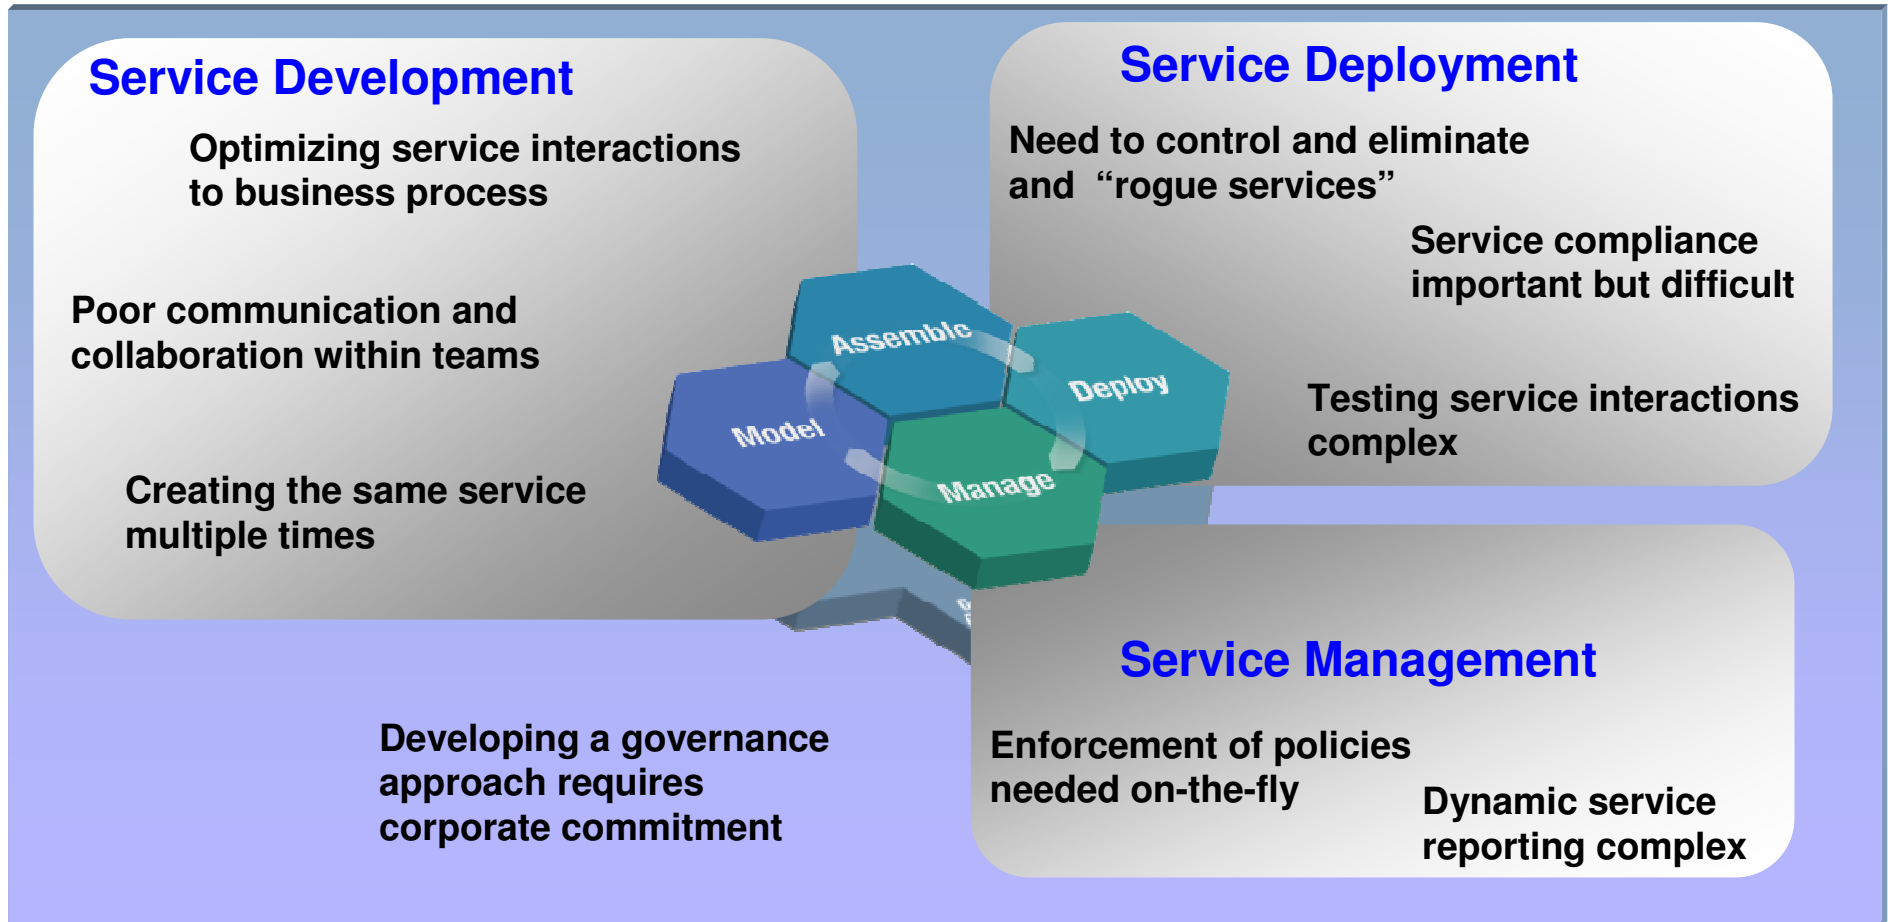 Service Development
Optimizing service interactions
to business process
Poor communication and
collaboration within teams
Creating the same service
multiple times
Service Deployment
Need to control and eliminate
and “rogue services”
Service compliance
important but difficult
Testing service interactions
complex
Assemble
Deploy
Model
Manage
Service Management
Enforcement of policies
needed on-the-fly
Dynamic service
reporting complex
Developing a governance
approach requires
corporate commitment